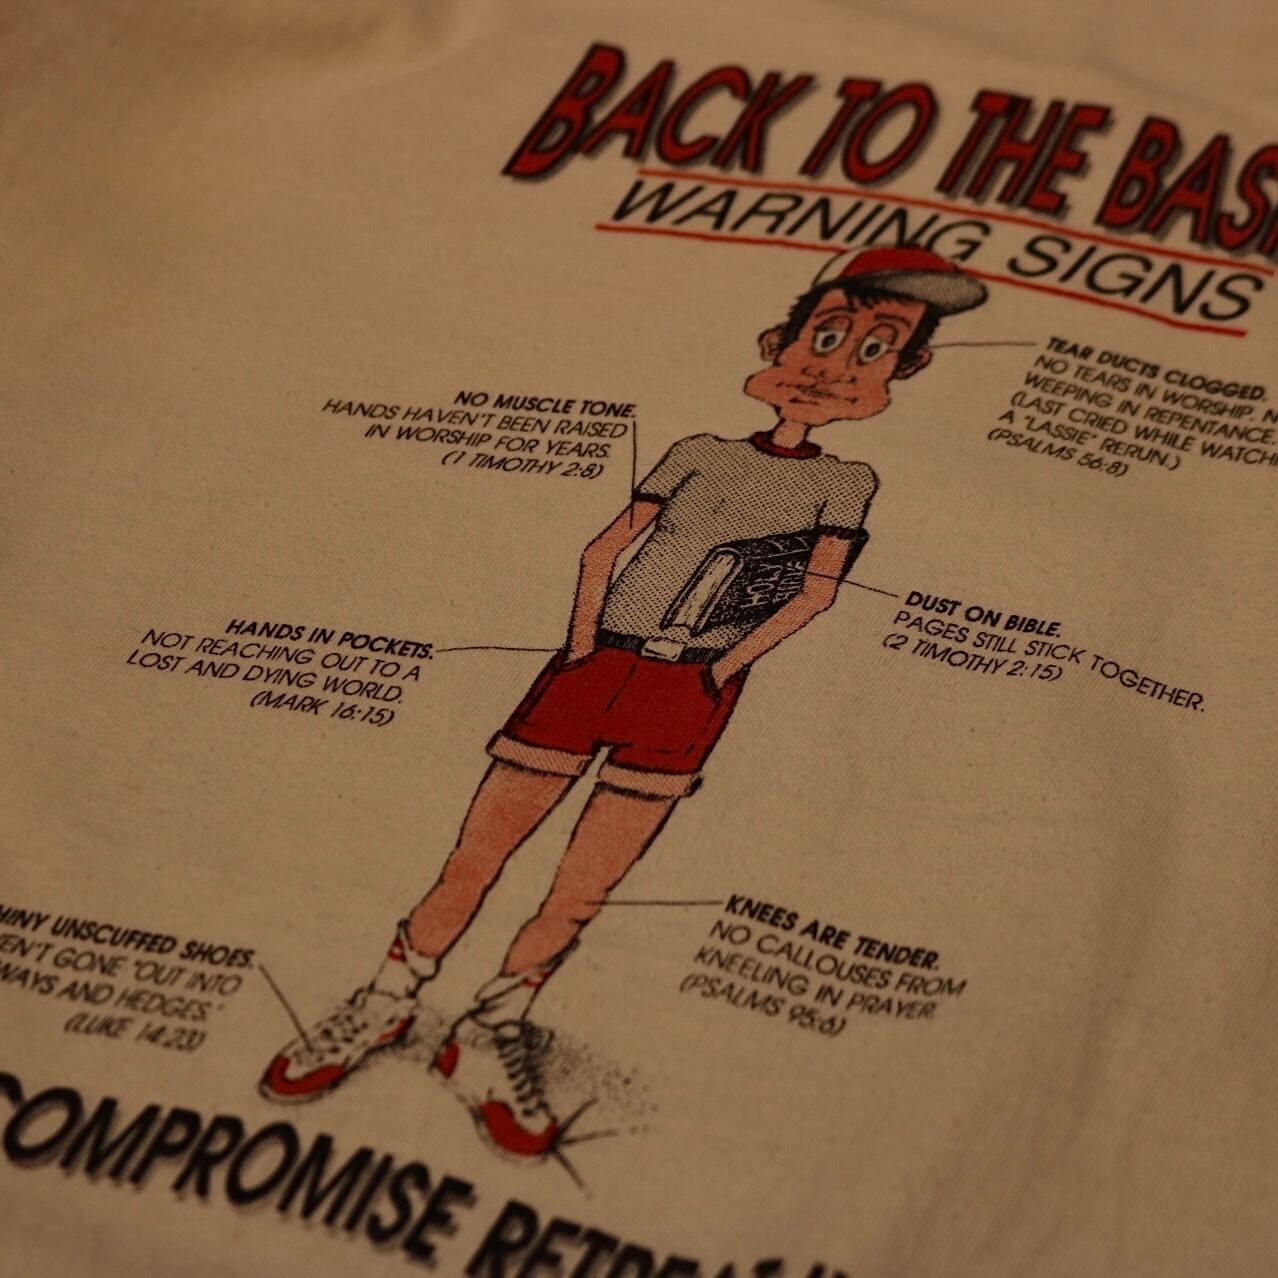 BACK TO THE
WARNING SIGNS
TEAR DUCTS CLOGGED.
NO TEARS IN WORSHIP.
WEEPING IN REPENTANCE.
(LAST CRIED WHILE
A "LASSIE" RERUN.)
(PSALMS 56:8)
NO MUSCLE TONE.
HANDS HAVEN'T BEEN RAISED
IN WORSHIP FOR YEARS.
(1 TIMOTHY 2:8)
HOLY
DUST ON BIBLE.
PAGES STILL STICK TOGETHER.
(2 TIMOTHY 2:15)
HANDS IN POCKETS.
NOT REACHING OUT TO A
LOST AND DYING WORLD.
(MARK 16:15)
KNEES ARE TENDER.
NO CALLOUSES FROM
KNEELING IN PRAYER.
(PSALMS 95:6)
UNSCUFFED SHOES.
GONE "OUT INTO
AND HEDGES."
(LUKE 14:23)
COMPROMISE